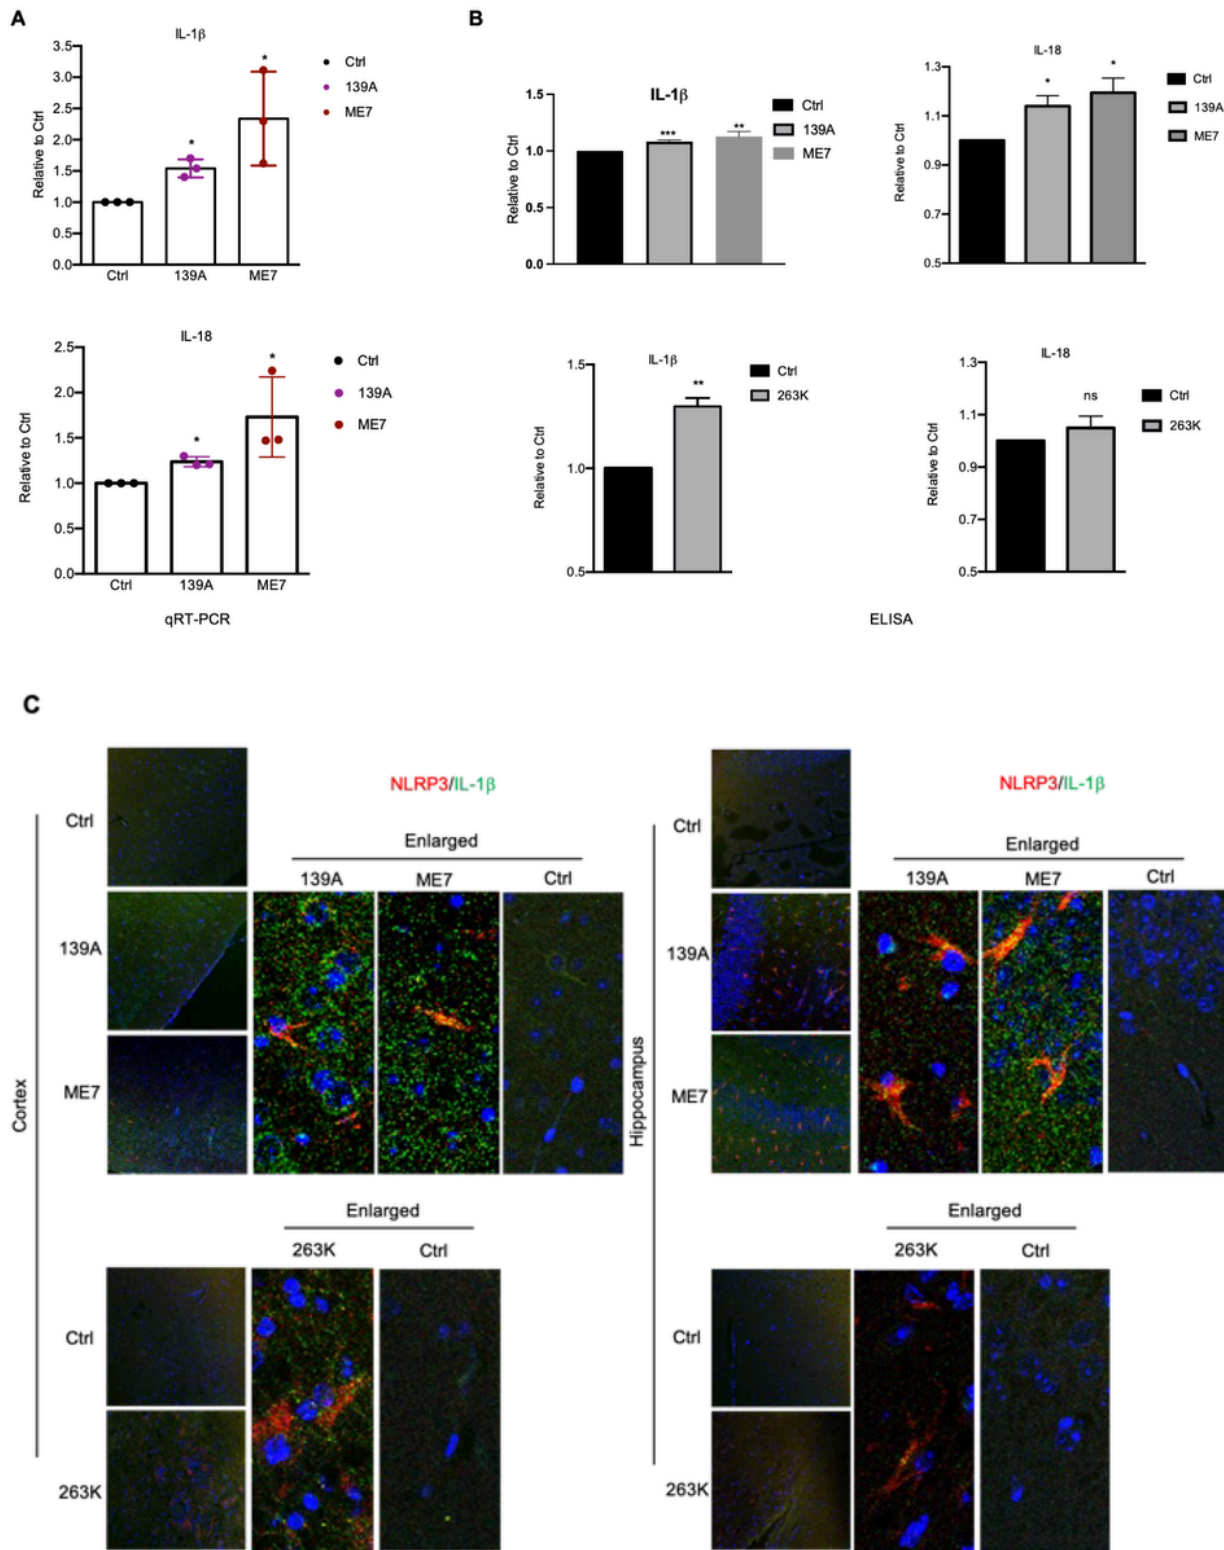 A
IL-1β
3.5
3.0
2.5
2.0
1.5
1.0
0.5
0.0
Relative to Ctrl
*
*
Ctrl
139A
ME7
Ctrl
139A
ME7
IL-18
2.5
2.0
1.5
1.0
0.5
0.0
Relative to Ctrl
*
*
Ctrl
139A
ME7
Ctrl
139A
ME7
qRT-PCR
B
IL-1β
1.5
1.0
0.5
0.0
Relative to Ctrl
***
**
Ctrl
139A
ME7
IL-18
1.3
1.1
0.9
0.7
0.5
Relative to Ctrl
*
*
Ctrl
139A
ME7
IL-1β
1.5
1.0
0.5
Relative to Ctrl
**
Ctrl
263K
IL-18
1.3
1.1
0.9
0.7
0.5
Relative to Ctrl
ns
Ctrl
263K
ELISA
C
Cortex
Ctrl
139A
ME7
NLRP3/IL-1β
Enlarged
139A ME7 Ctrl
Enlarged
263K Ctrl
Ctrl
263K
Hippocampus
Ctrl
139A
ME7
NLRP3/IL-1β
Enlarged
139A ME7 Ctrl
Enlarged
263K Ctrl
Ctrl
263K